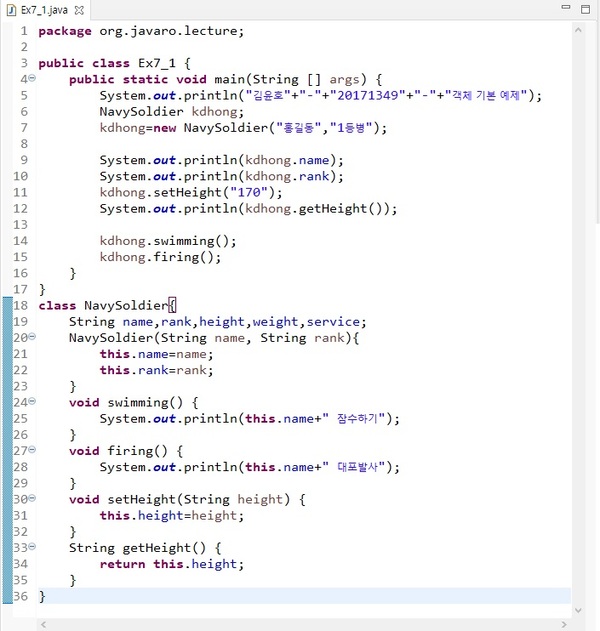 Ex7_1.java
1 package org.javaro.lecture;
2
3 public class Ex7_1 {
4 public static void main(String [] args) {
5 System.out.println("김윤호"+"-"+"20171349"+"-"+"객체 기본 예제");
6 NavySoldier kdhong;
7 kdhong=new NavySoldier("홍길동","1등병");
8
9 System.out.println(kdhong.name);
10 System.out.println(kdhong.rank);
11 kdhong.setHeight("170");
12 System.out.println(kdhong.getHeight());
13
14 kdhong.swimming();
15 kdhong.firing();
16 }
17 }
18 class NavySoldier{
19 String name,rank,height,weight,service;
20 NavySoldier(String name, String rank){
21 this.name=name;
22 this.rank=rank;
23 }
24 void swimming() {
25 System.out.println(this.name+" 잠수하기");
26 }
27 void firing() {
28 System.out.println(this.name+" 대포발사");
29 }
30 void setHeight(String height) {
31 this.height=height;
32 }
33 String getHeight() {
34 return this.height;
35 }
36 }